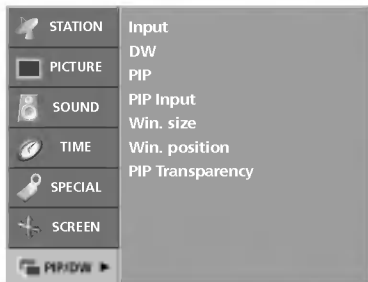 STATION
PICTURE
SOUND
TIME
SPECIAL
SCREEN
PIP/DW
Input
DW
PIP
PIP Input
Win. size
Win. position
PIP Transparency